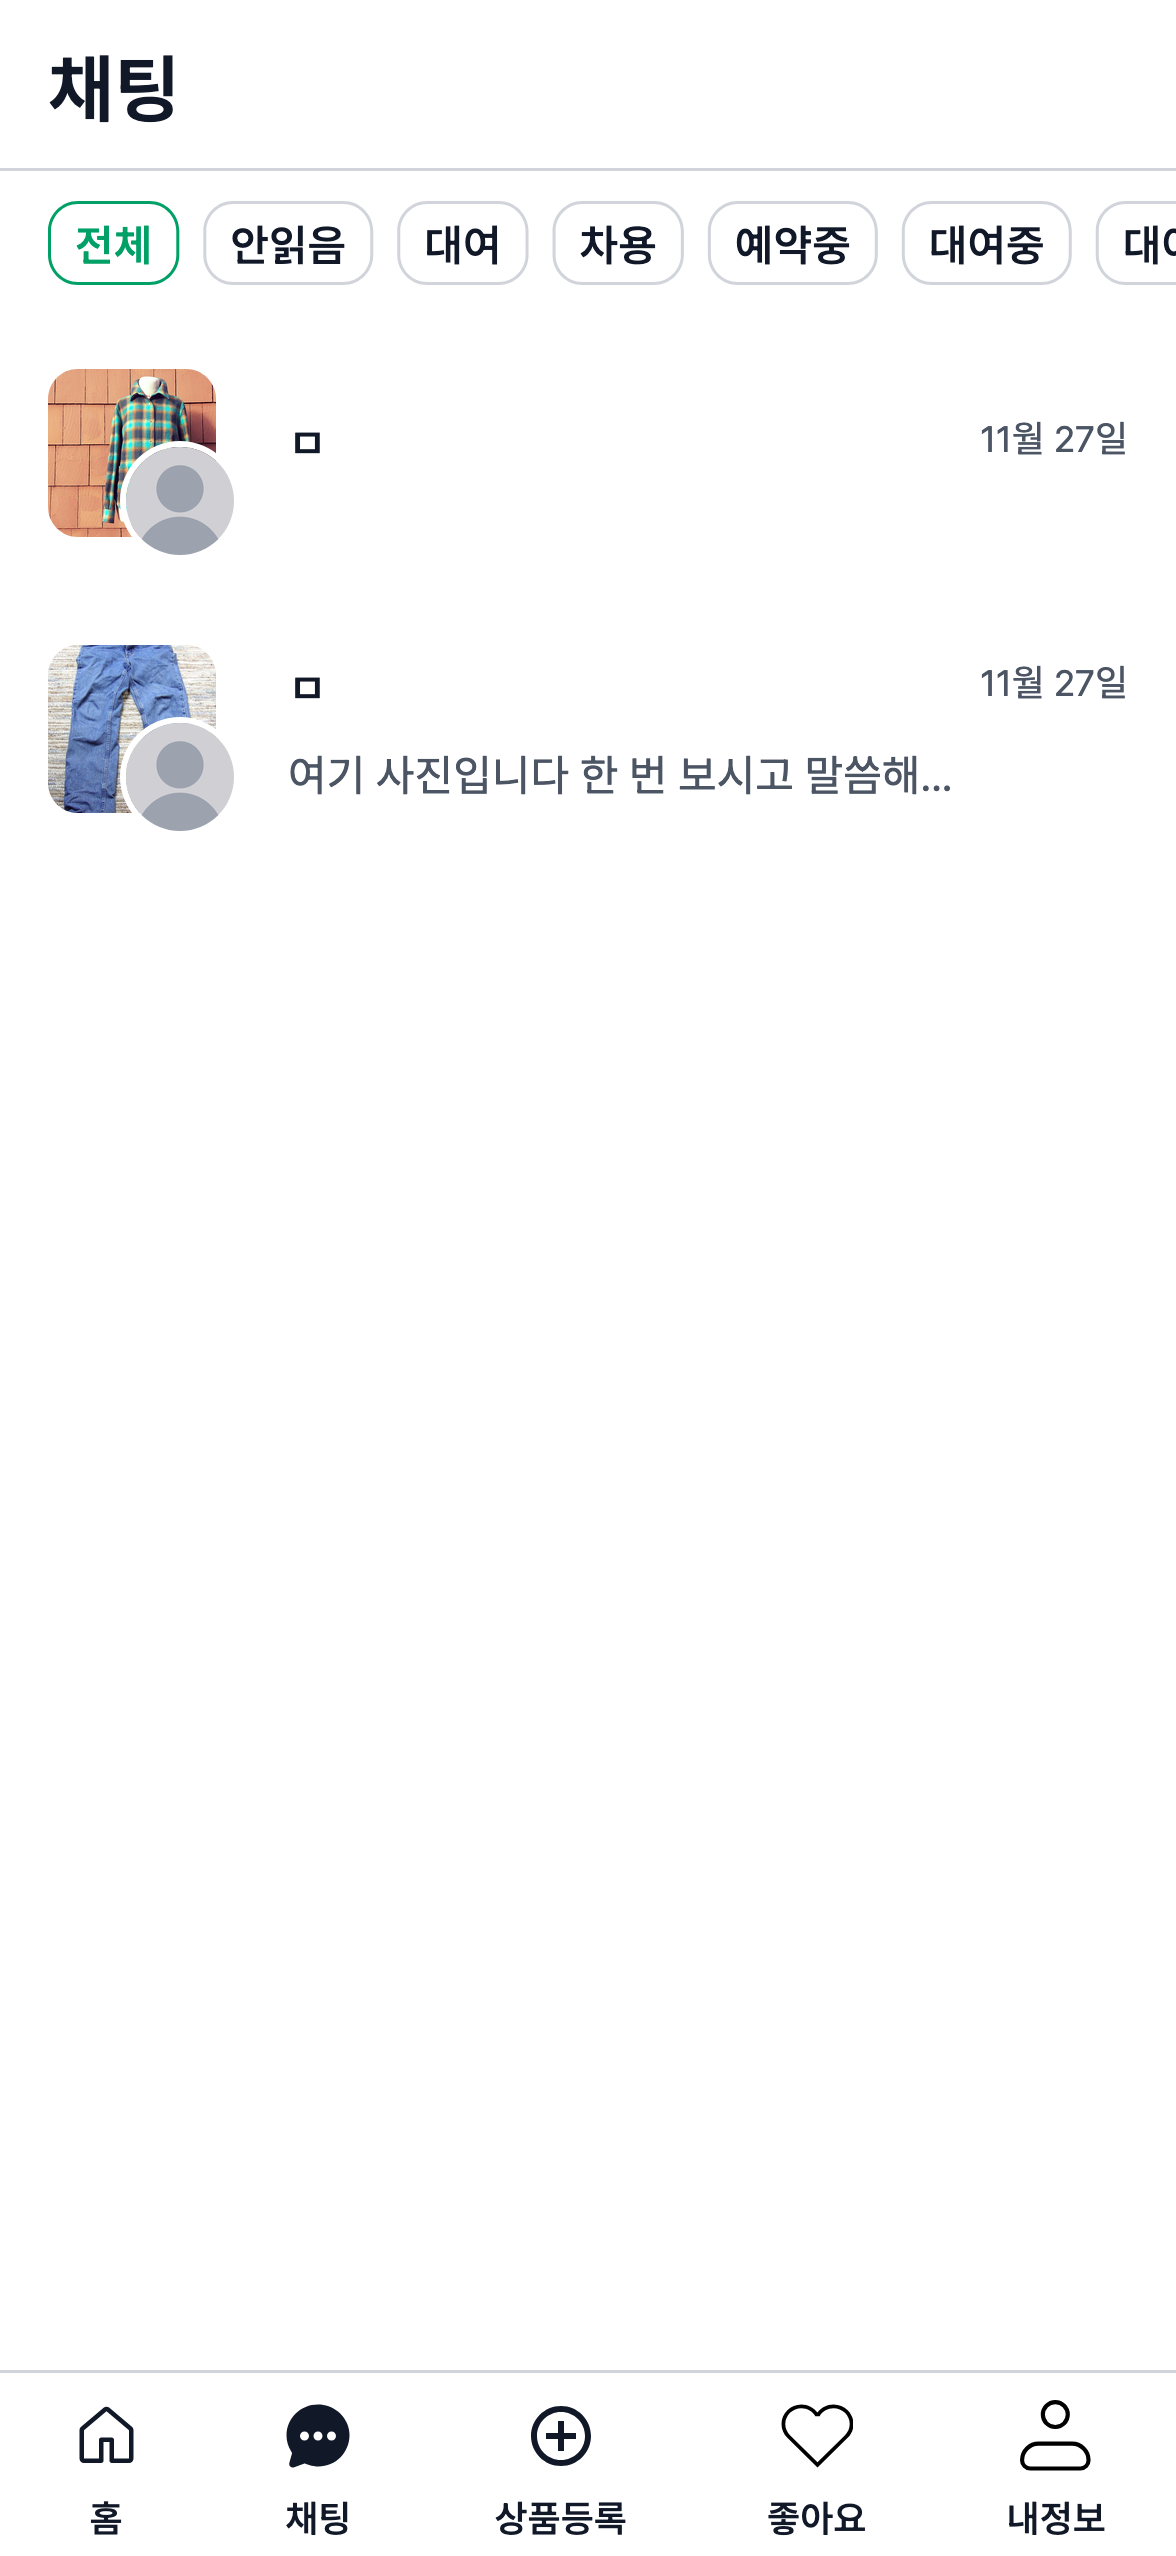 채팅
전체 안읽음 대여 차용 예약중 대여중
ㅁ 11월 27일
ㅁ 11월 27일
여기 사진입니다 한 번 보시고 말씀해...
홈 채팅 상품등록 좋아요 내정보